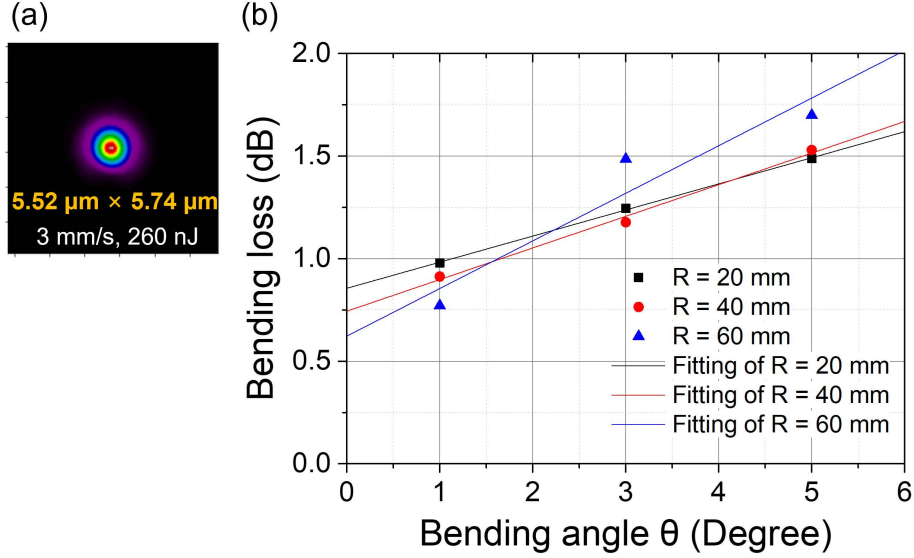 (a)
5.52 μm × 5.74 μm
3 mm/s, 260 nJ
(b)
Bending loss (dB)
2.0
1.5
1.0
0.5
0.0
R = 20 mm
R = 40 mm
R = 60 mm
Fitting of R = 20 mm
Fitting of R = 40 mm
Fitting of R = 60 mm
0 1 2 3 4 5 6
Bending angle θ (Degree)